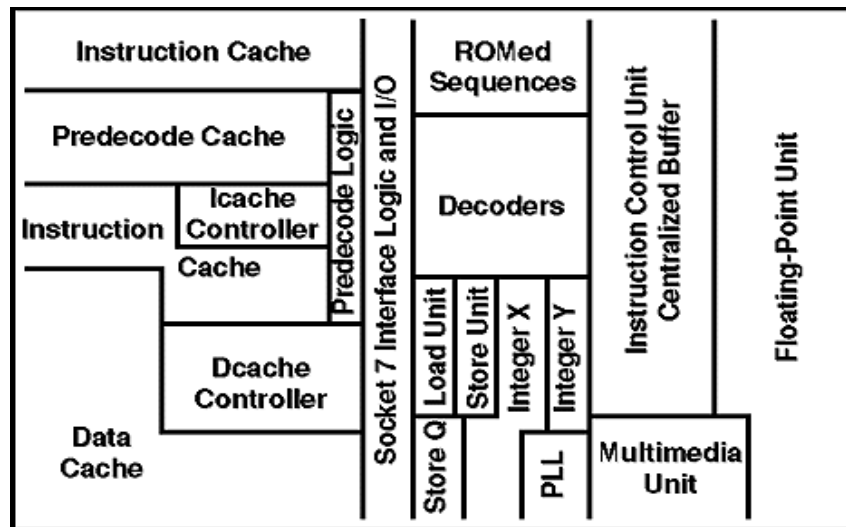 Instruction Cache
Predecode Cache
Predecode Logic
Icache
Controller
Instruction
Cache
Dcache
Controller
Data
Cache
Socket 7 Interface Logic and I/O
ROMed
Sequences
Decoders
Load Unit
Store Unit
Integer X
Integer Y
Store Q
PLL
Instruction Control Unit
Centralized Buffer
Multimedia
Unit
Floating-Point Unit